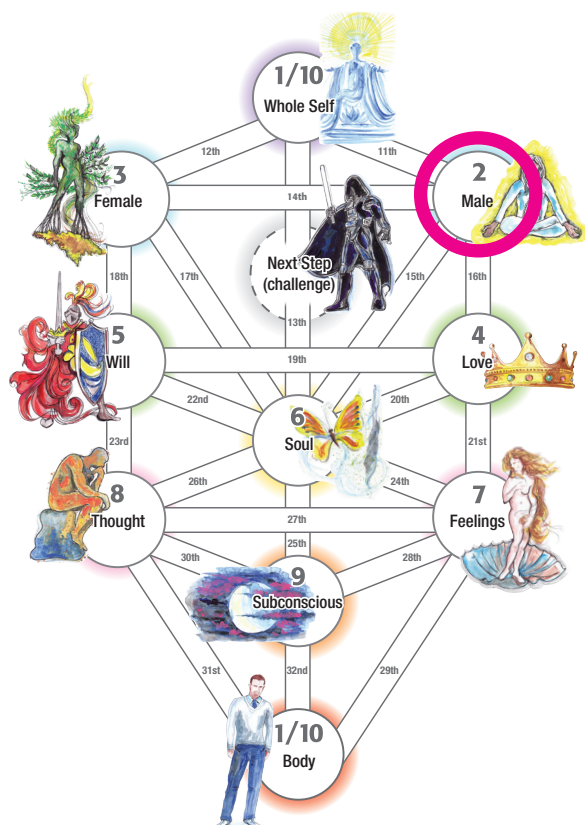 1/10
Whole Self
12th
11th
3
Female
2
Male
14th
Next Step
(challenge)
18th
17th
15th
16th
13th
5
Will
4
Love
19th
22nd
20th
6
Soul
23rd
21st
8
Thought
7
Feelings
26th
24th
27th
25th
30th
28th
9
Subconscious
31st
32nd
29th
1/10
Body